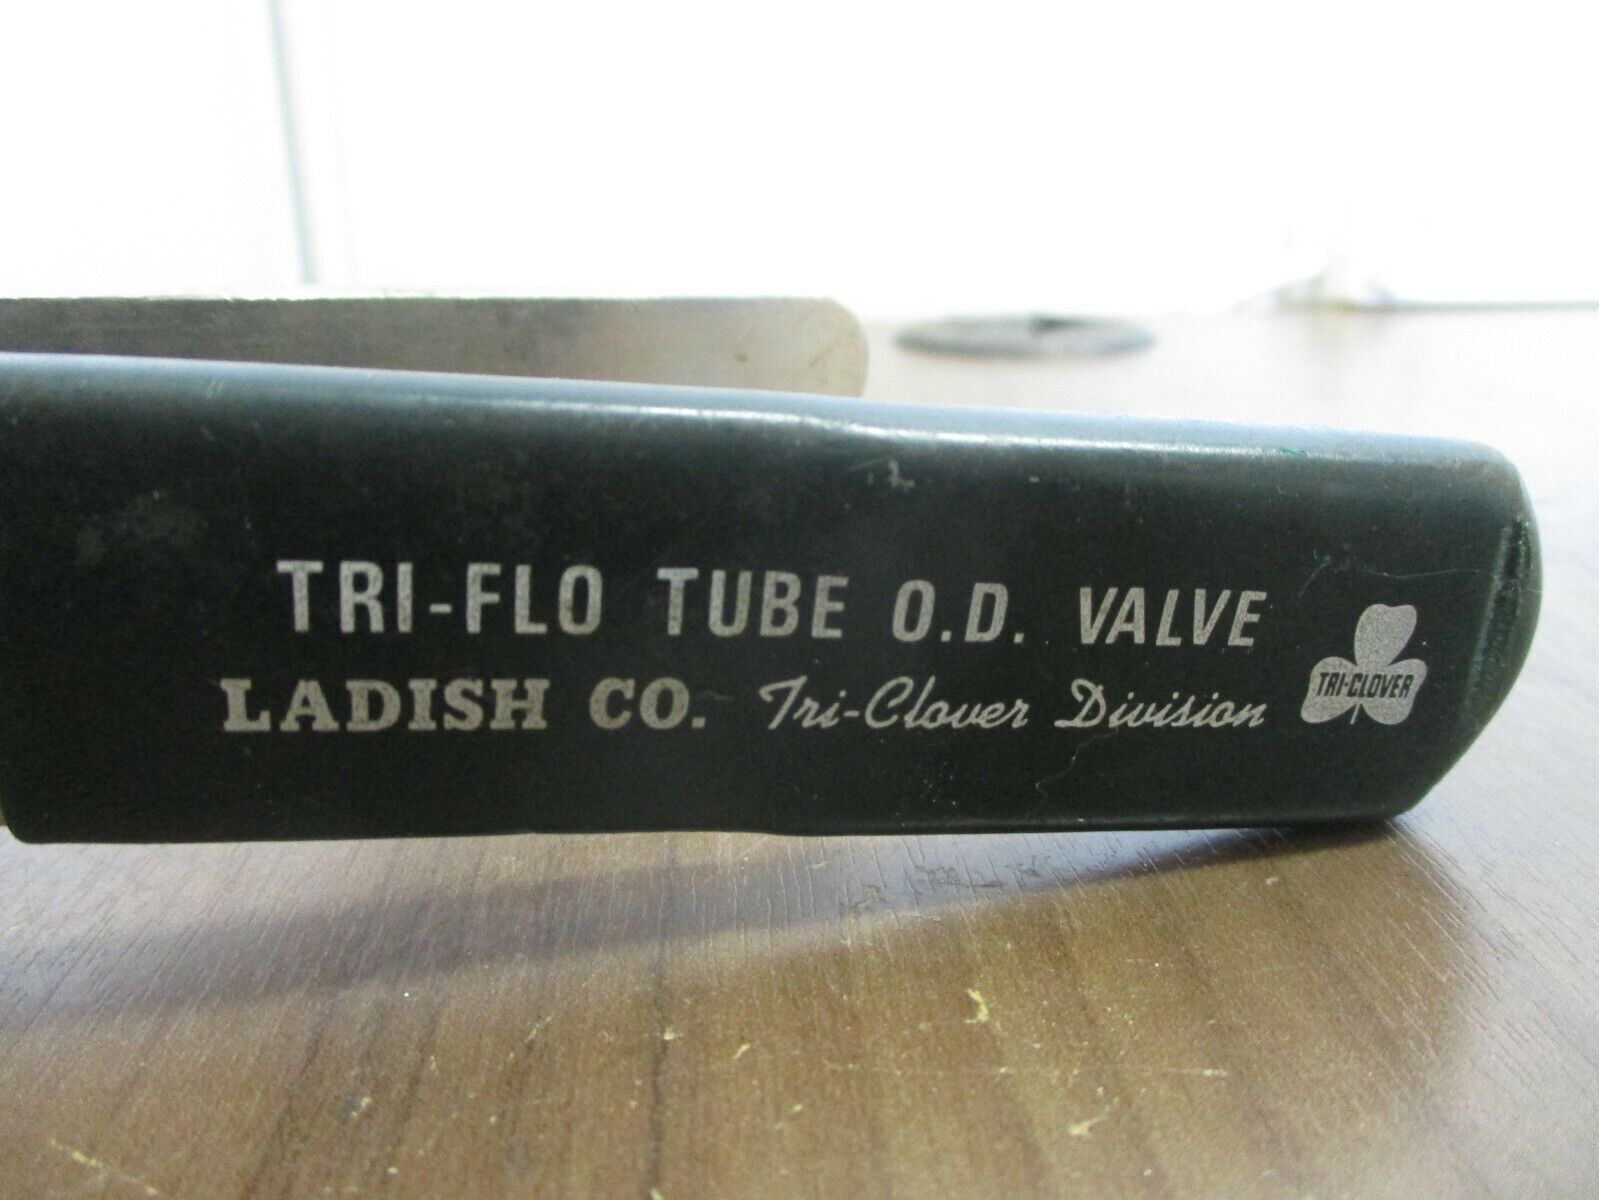 TRI-FLO TUBE O.D. VALVE
LADISH CO. Tri-Clover Division
TRI-CLOVER